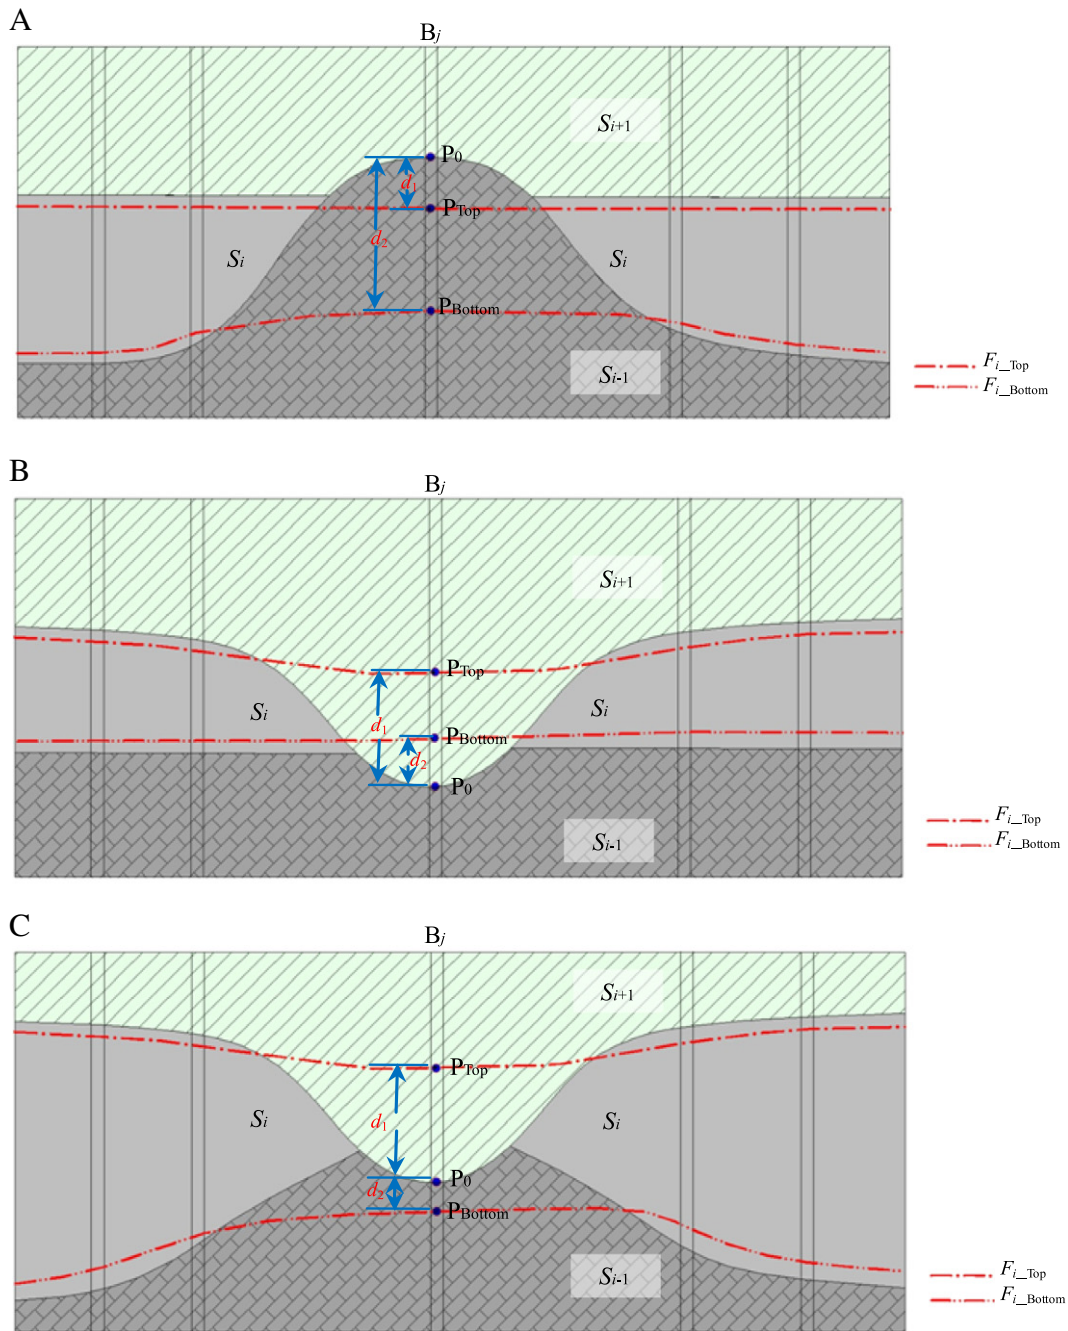 A
Bj
Si+1
P0
d1
PTop
d2
Si
Si
PBottom
Si-1
Fi_Top
Fi_Bottom
B
Bj
Si+1
PTop
Si
d1
Si
PBottom
d2
P0
Si-1
Fi_Top
Fi_Bottom
C
Bj
Si+1
PTop
Si
d1
Si
P0
d2
PBottom
Si-1
Fi_Top
Fi_Bottom